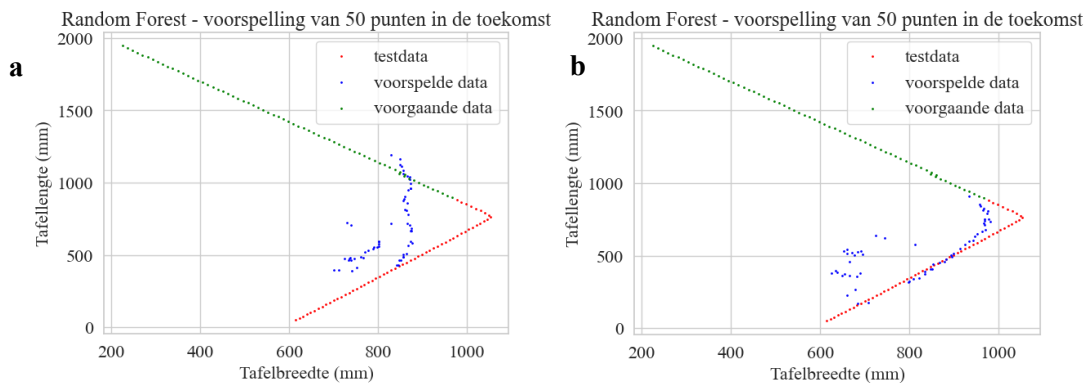 a
Random Forest - voorspelling van 50 punten in de toekomst
testdata
voorspelde data
voorgaande data
Tafellengte (mm)
2000
1500
1000
500
0
200
400
600
800
1000
Tafelbreedte (mm)
b
Random Forest - voorspelling van 50 punten in de toekomst
testdata
voorspelde data
voorgaande data
Tafellengte (mm)
2000
1500
1000
500
0
200
400
600
800
1000
Tafelbreedte (mm)